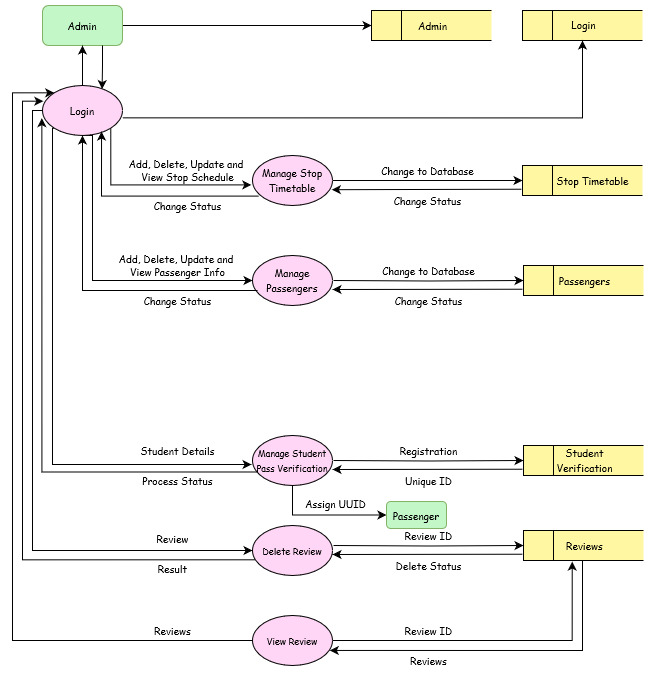 Admin
Admin
Login
Login
Add, Delete, Update and
View Stop Schedule
Change Status
Manage Stop
Timetable
Change to Database
Change Status
Stop Timetable
Add, Delete, Update and
View Passenger Info
Change Status
Manage
Passengers
Change to Database
Change Status
Passengers
Student Details
Process Status
Manage Student
Pass Verification
Registration
Unique ID
Student
Verification
Assign UUID
Passenger
Review
Result
Delete Review
Review ID
Delete Status
Reviews
Reviews
View Review
Review ID
Reviews